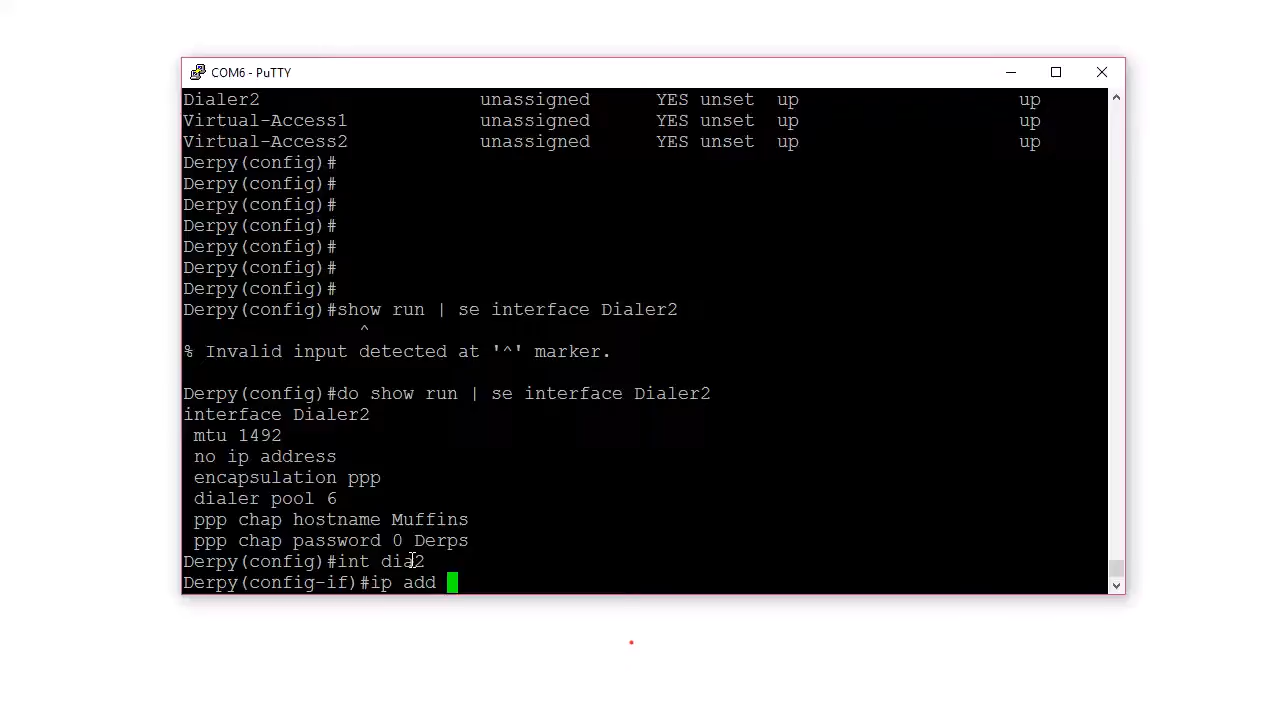 COM6 - PuTTY
Dialer2 unassigned YES unset up up
Virtual-Access1 unassigned YES unset up up
Virtual-Access2 unassigned YES unset up up
Derpy(config)#
Derpy(config)#
Derpy(config)#
Derpy(config)#
Derpy(config)#
Derpy(config)#
Derpy(config)#
Derpy(config)#show run | se interface Dialer2
^
% Invalid input detected at '^' marker.
Derpy(config)#do show run | se interface Dialer2
interface Dialer2
mtu 1492
no ip address
encapsulation ppp
dialer pool 6
ppp chap hostname Muffins
ppp chap password 0 Derps
Derpy(config)#int dia2
Derpy(config-if)#ip add